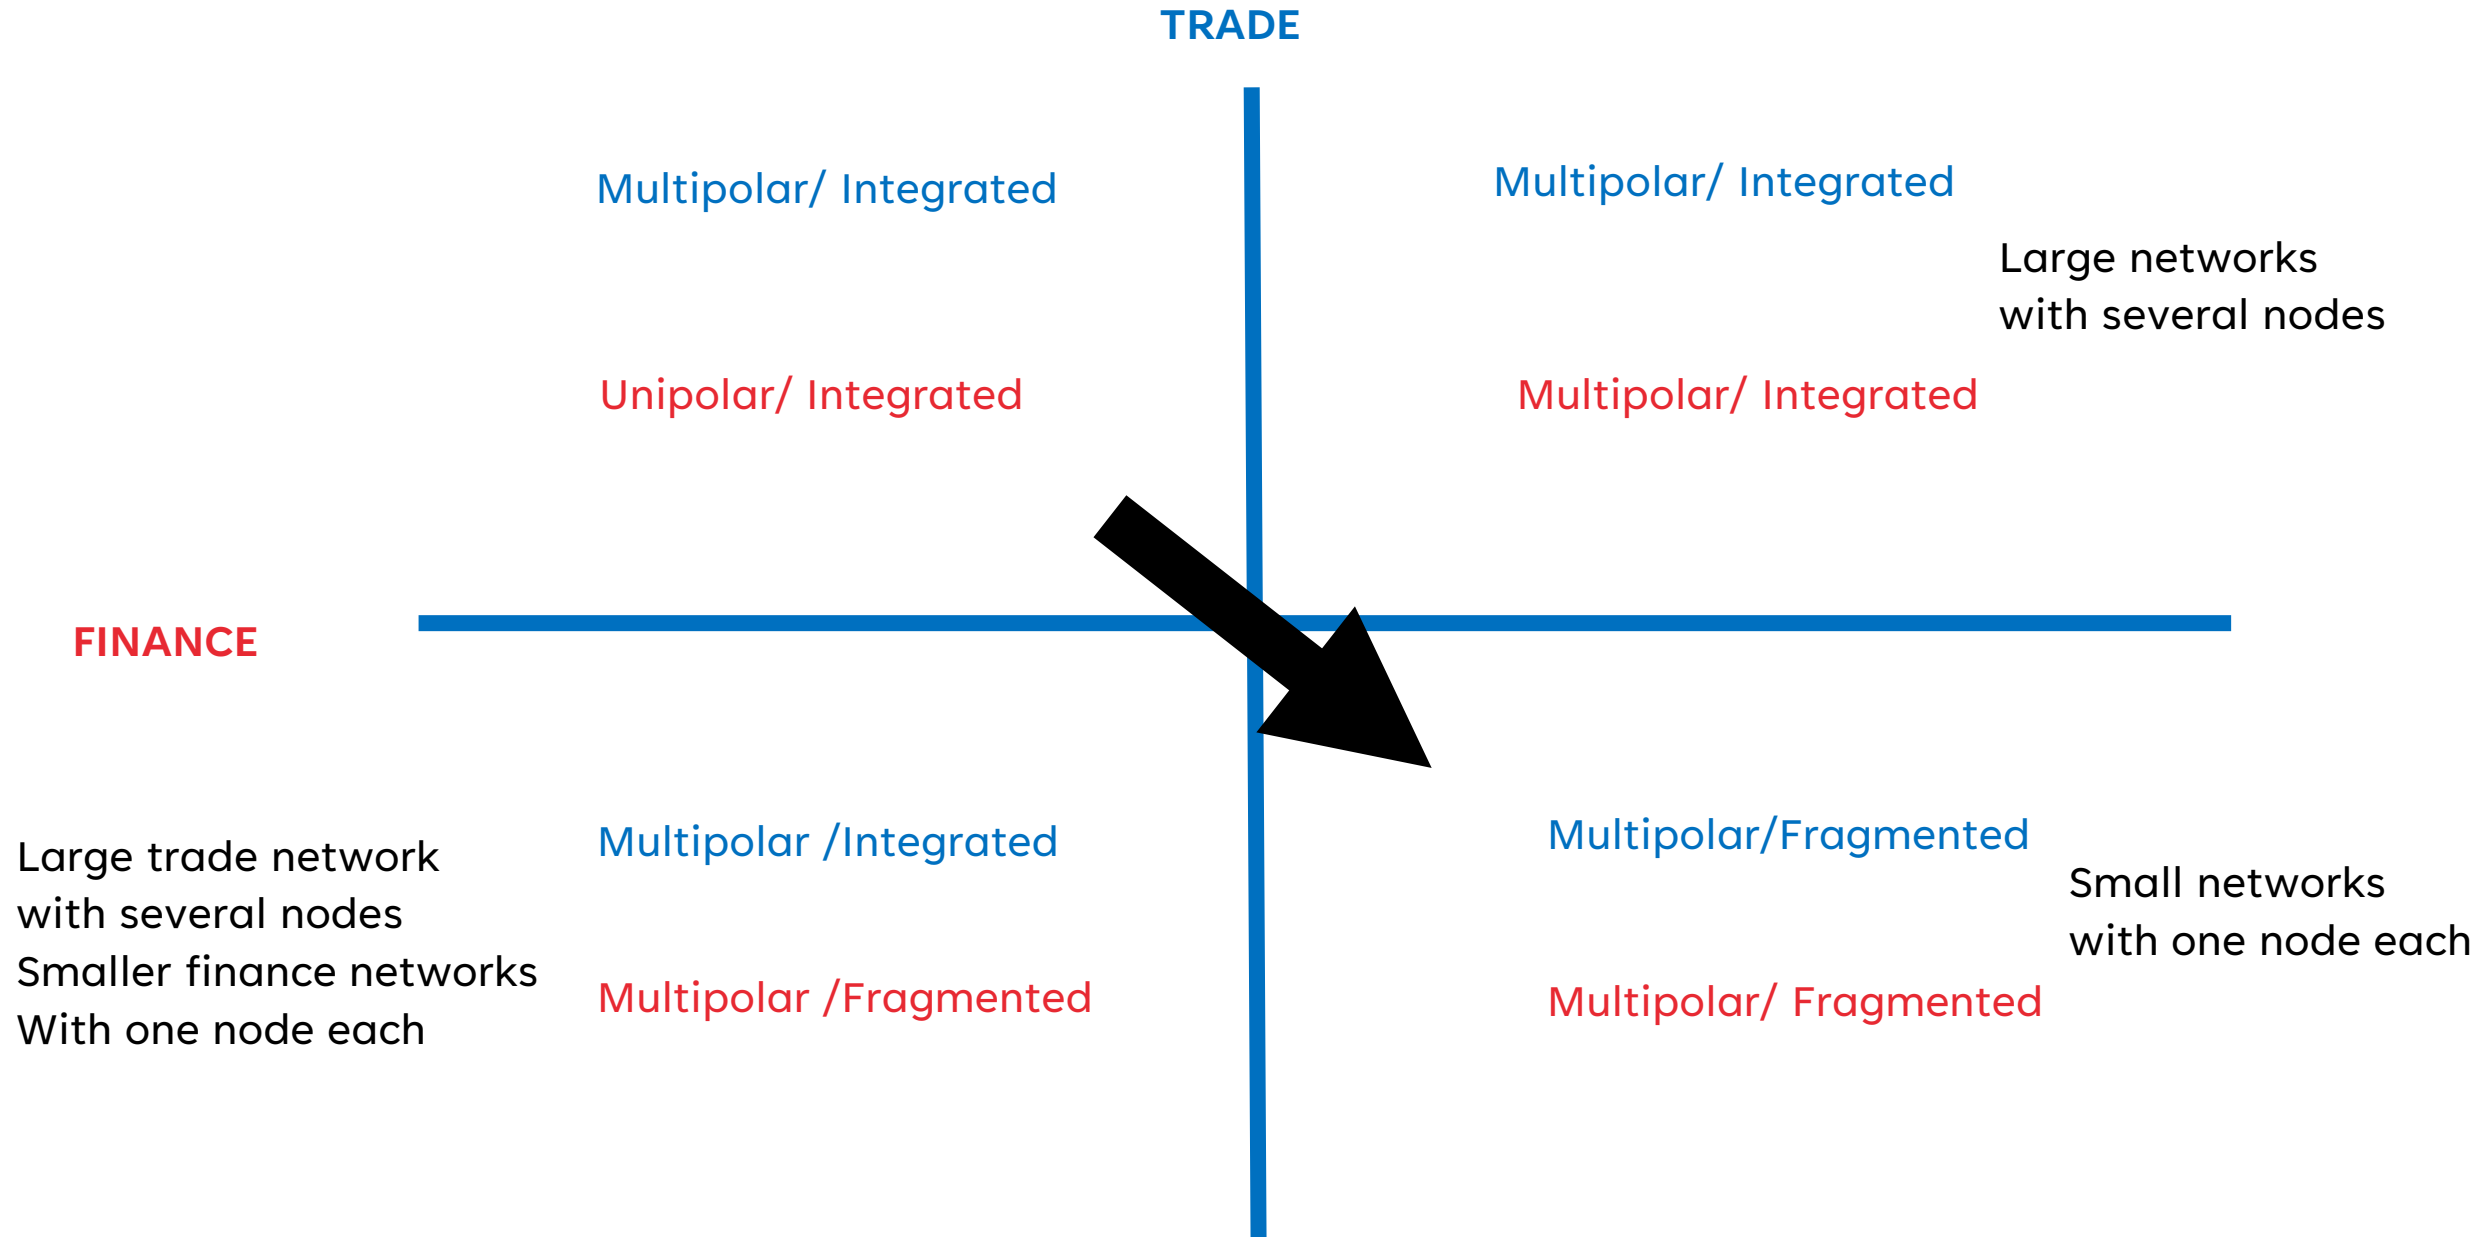 TRADE
Multipolar/ Integrated
Multipolar/ Integrated
Large networks
with several nodes
Unipolar/ Integrated
Multipolar/ Integrated
FINANCE
Large trade network
with several nodes
Smaller finance networks
With one node each
Multipolar /Integrated
Multipolar /Fragmented
Multipolar/Fragmented
Small networks
with one node each
Multipolar/ Fragmented